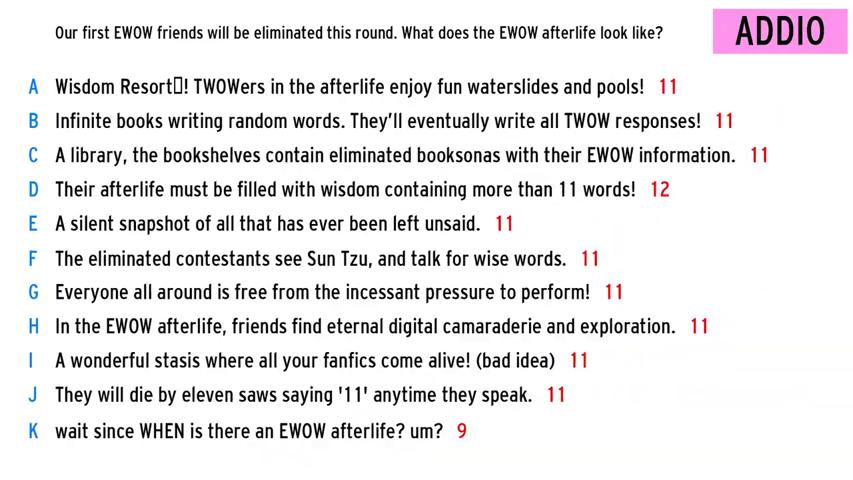 Our first EWOW friends will be eliminated this round. What does the EWOW afterlife look like?
ADDIO
A Wisdom Resort▯! TWOWers in the afterlife enjoy fun waterslides and pools! 11
B Infinite books writing random words. They’ll eventually write all TWOW responses! 11
C A library, the bookshelves contain eliminated booksonas with their EWOW information. 11
D Their afterlife must be filled with wisdom containing more than 11 words! 12
E A silent snapshot of all that has ever been left unsaid. 11
F The eliminated contestants see Sun Tzu, and talk for wise words. 11
G Everyone all around is free from the incessant pressure to perform! 11
H In the EWOW afterlife, friends find eternal digital camaraderie and exploration. 11
I A wonderful stasis where all your fanfics come alive! (bad idea) 11
J They will die by eleven saws saying '11' anytime they speak. 11
K wait since WHEN is there an EWOW afterlife? um? 9